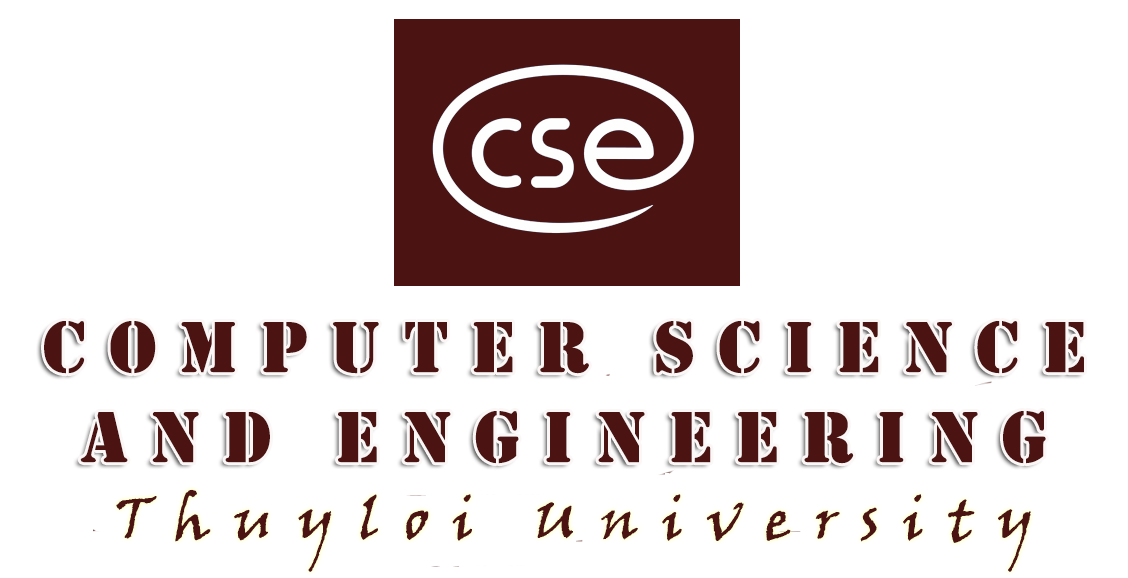 cse
COMPUTER SCIENCE
AND ENGINEERING
Thuyloi University